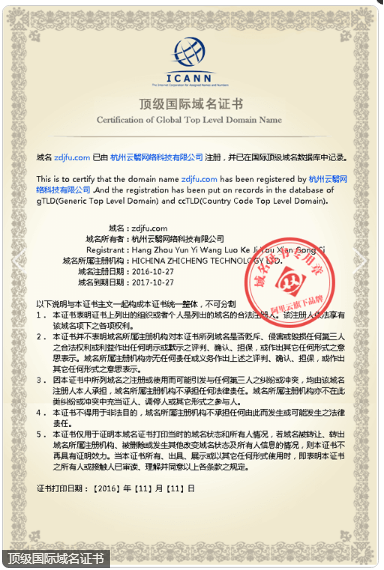 ICANN
The Internet Corporation for Assigned Names and Numbers
顶级国际域名证书
Certification of Global Top Level Domain Name
域名 zdjfu.com 已由 杭州云网络科技有限公司 注册，并已在国际顶级域名数据库中记录。
This is to certify that the domain name zdjfu.com has been registered by 杭州云网
络科技有限公司 .And the registration has been put on records in the database of
gTLD(Generic Top Level Domain) and ccTLD(Country Code Top Level Domain).
域名：zdjfu.com
域名所有者：杭州云网络科技有限公司
Registrant：Hang Zhou Yun Yi Wang Luo Ke Ji You Xian Gong Si
域名所属注册机构：HICHINA ZHICHENG TECHNOLOGY LTD.
域名注册日期：2016-10-27
域名到期日期：2017-10-27
域名证书专用章
阿里云旗下品牌
以下说明与本证书主文一起构成本证书统一整体，不可分割
1． 本证书表明证书上列出的组织或者个人是列出的域名的合法注册人。该注册人依法享有
该域名项下之各项权利。
2． 本证书并不表明域名所属注册机构对本证书所列域名是否贬斥、侵害或毁损任何第三人
之合法权利或利益作出任何明示或默示之评判、确认、担保，或作出其它任何形式之意
思表示。域名所属注册机构亦无任何责任或义务作出上述之评判、确认、担保，或作出
其它任何形式之意思表示。
3． 因本证书中所列域名之注册或使用而可能引发与任何第三人之纠纷或冲突，均由该域名
注册人本人承担，域名所属注册机构不承担任何法律责任。域名所属注册机构亦不在此
类纠纷或冲突中充当证人、调停人或其它形式之参与人。
4． 本证书不得用于非法目的，域名所属注册机构不承担任何由此而发生或可能发生之法律
责任。
5． 本证书仅用于证明本域名证书打印当时的域名状态和所有人情况，若域名被转让、转出
域名所属注册机构、被删除或发生其他改变域名状态及所有人信息的情况，则本证书不
再具有证明效力。当本证书所有、出具、展示或以其它任何形式使用时，即表明本证书
之所有人或接触人已审读、理解并同意以上各条款之规定。
证书打印日期：【2016】年【11】月【11】日
顶级国际域名证书